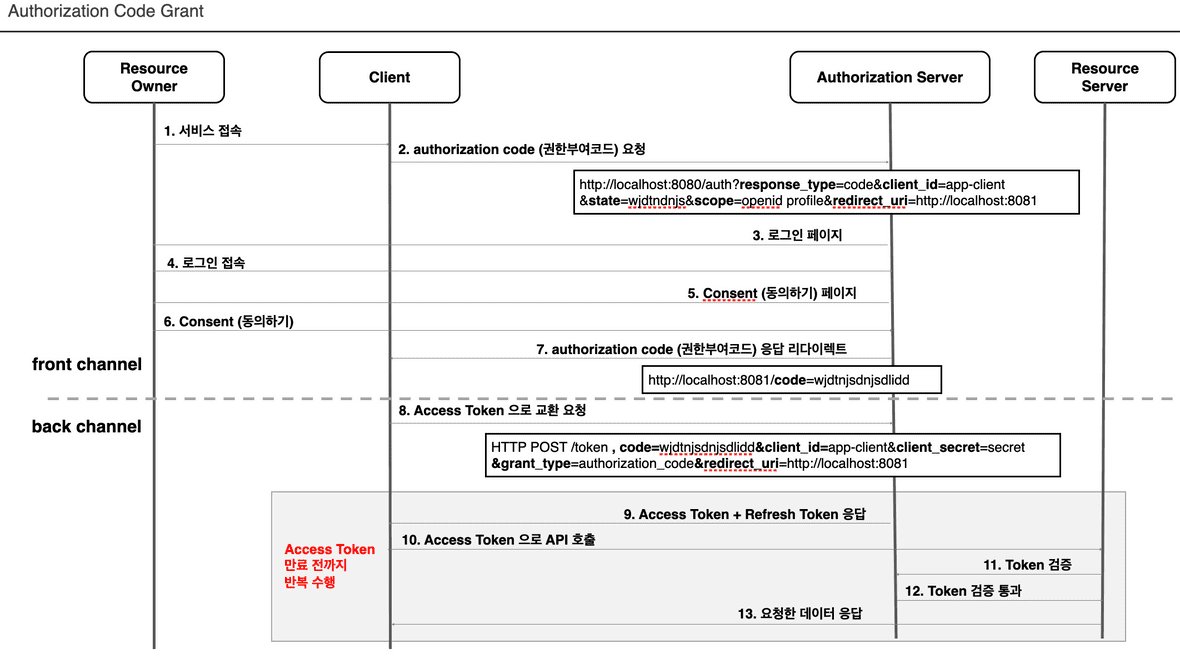 Authorization Code Grant
Resource
Owner
Client
Authorization Server
Resource
Server
1. 서비스 접속
2. authorization code (권한부여코드) 요청
http://localhost:8080/auth?response_type=code&client_id=app-client
&state=wjdtndnjs&scope=openid profile&redirect_uri=http://localhost:8081
3. 로그인 페이지
4. 로그인 접속
5. Consent (동의하기) 페이지
6. Consent (동의하기)
7. authorization code (권한부여코드) 응답 리다이렉트
front channel
http://localhost:8081/code=wjdtnjsdnjsdlidd
8. Access Token 으로 교환 요청
back channel
HTTP POST /token , code=wjdtnjsdnjsdlidd&client_id=app-client&client_secret=secret
&grant_type=authorization_code&redirect_uri=http://localhost:8081
9. Access Token + Refresh Token 응답
10. Access Token 으로 API 호출
Access Token
만료 전까지
반복 수행
11. Token 검증
12. Token 검증 통과
13. 요청한 데이터 응답